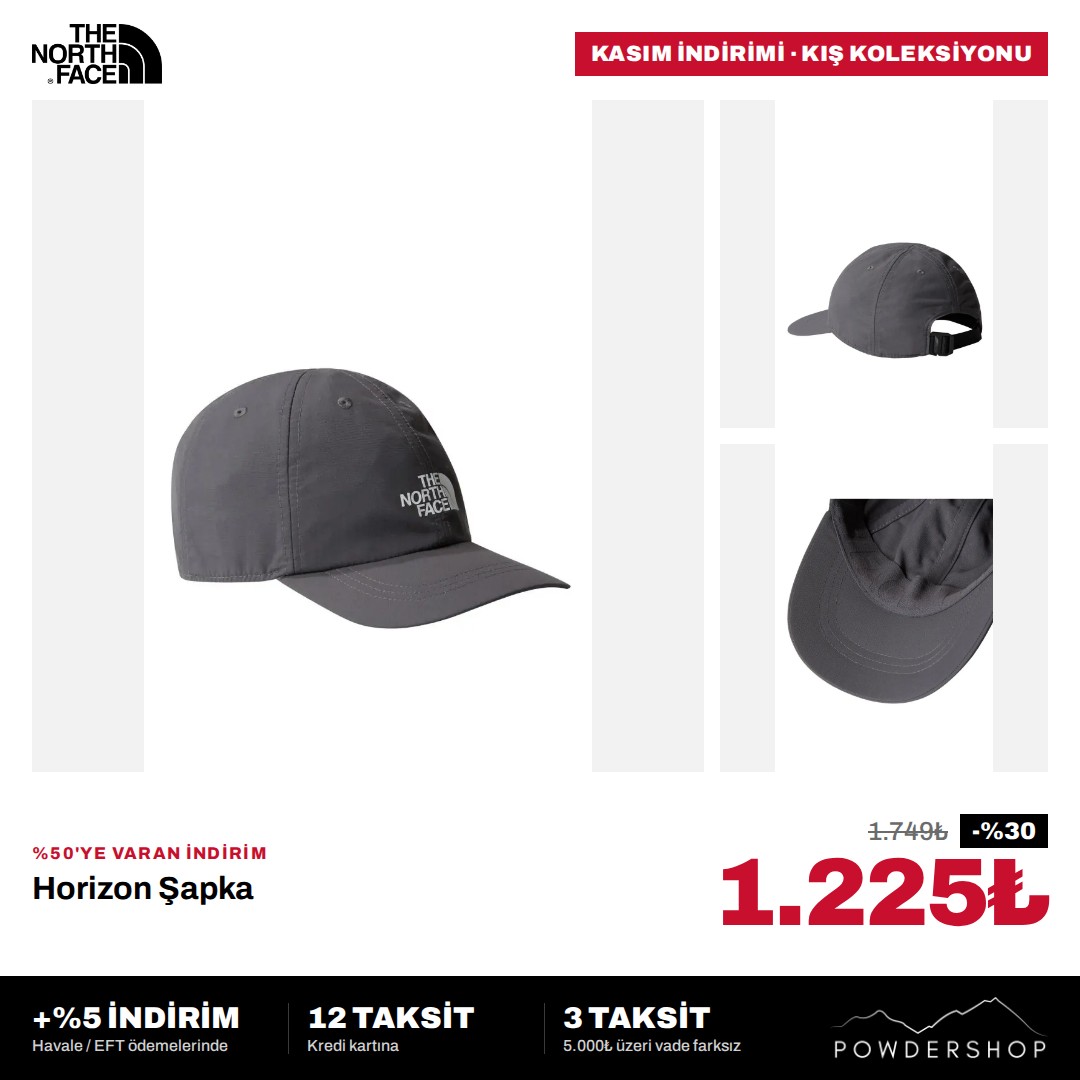 THE
NORTH
FACE
KASIM İNDİRİMİ · KIŞ KOLEKSİYONU
THE
NORTH
FACE
%50'YE VARAN İNDİRİM
Horizon Şapka
1.749₺ -%30
1.225₺
+%5 İNDİRİM
Havale / EFT ödemelerinde
12 TAKSİT
Kredi kartına
3 TAKSİT
5.000₺ üzeri vade farksız
POWDERSHOP